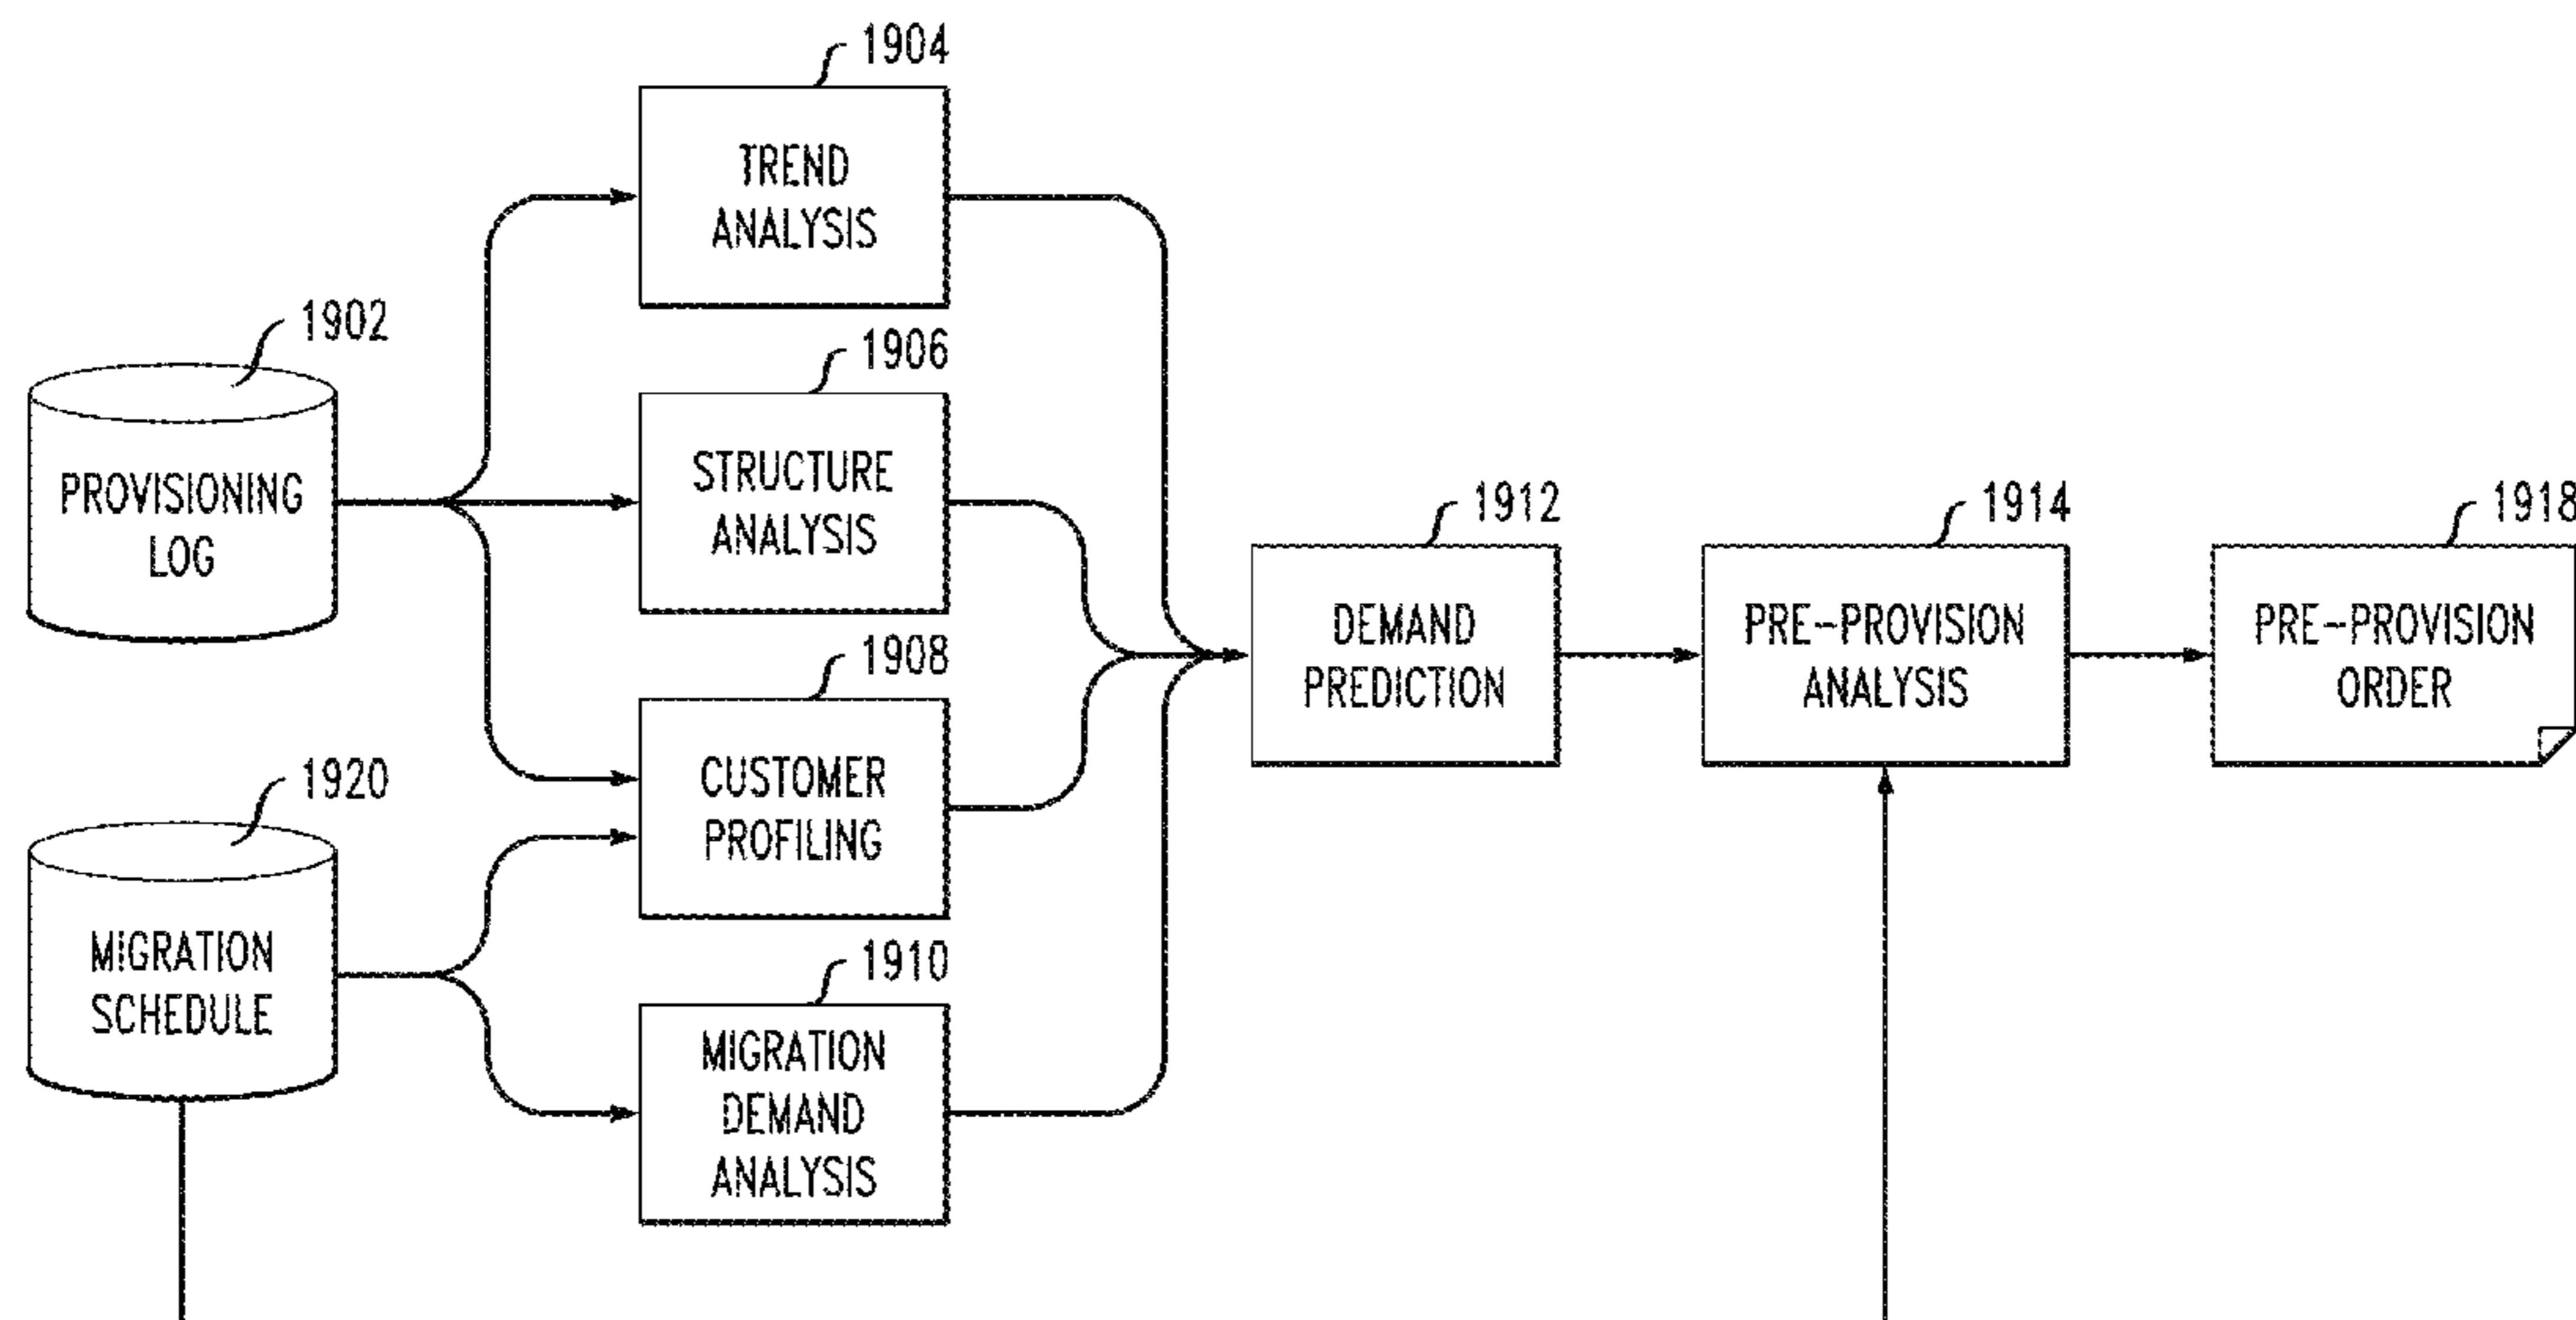 1904
TREND
ANALYSIS
1902
PROVISIONING
LOG
1906
STRUCTURE
ANALYSIS
1908
CUSTOMER
PROFILING
1920
MIGRATION
SCHEDULE
1910
MIGRATION
DEMAND
ANALYSIS
1912
DEMAND
PREDICTION
1914
PRE-PROVISION
ANALYSIS
1918
PRE-PROVISION
ORDER